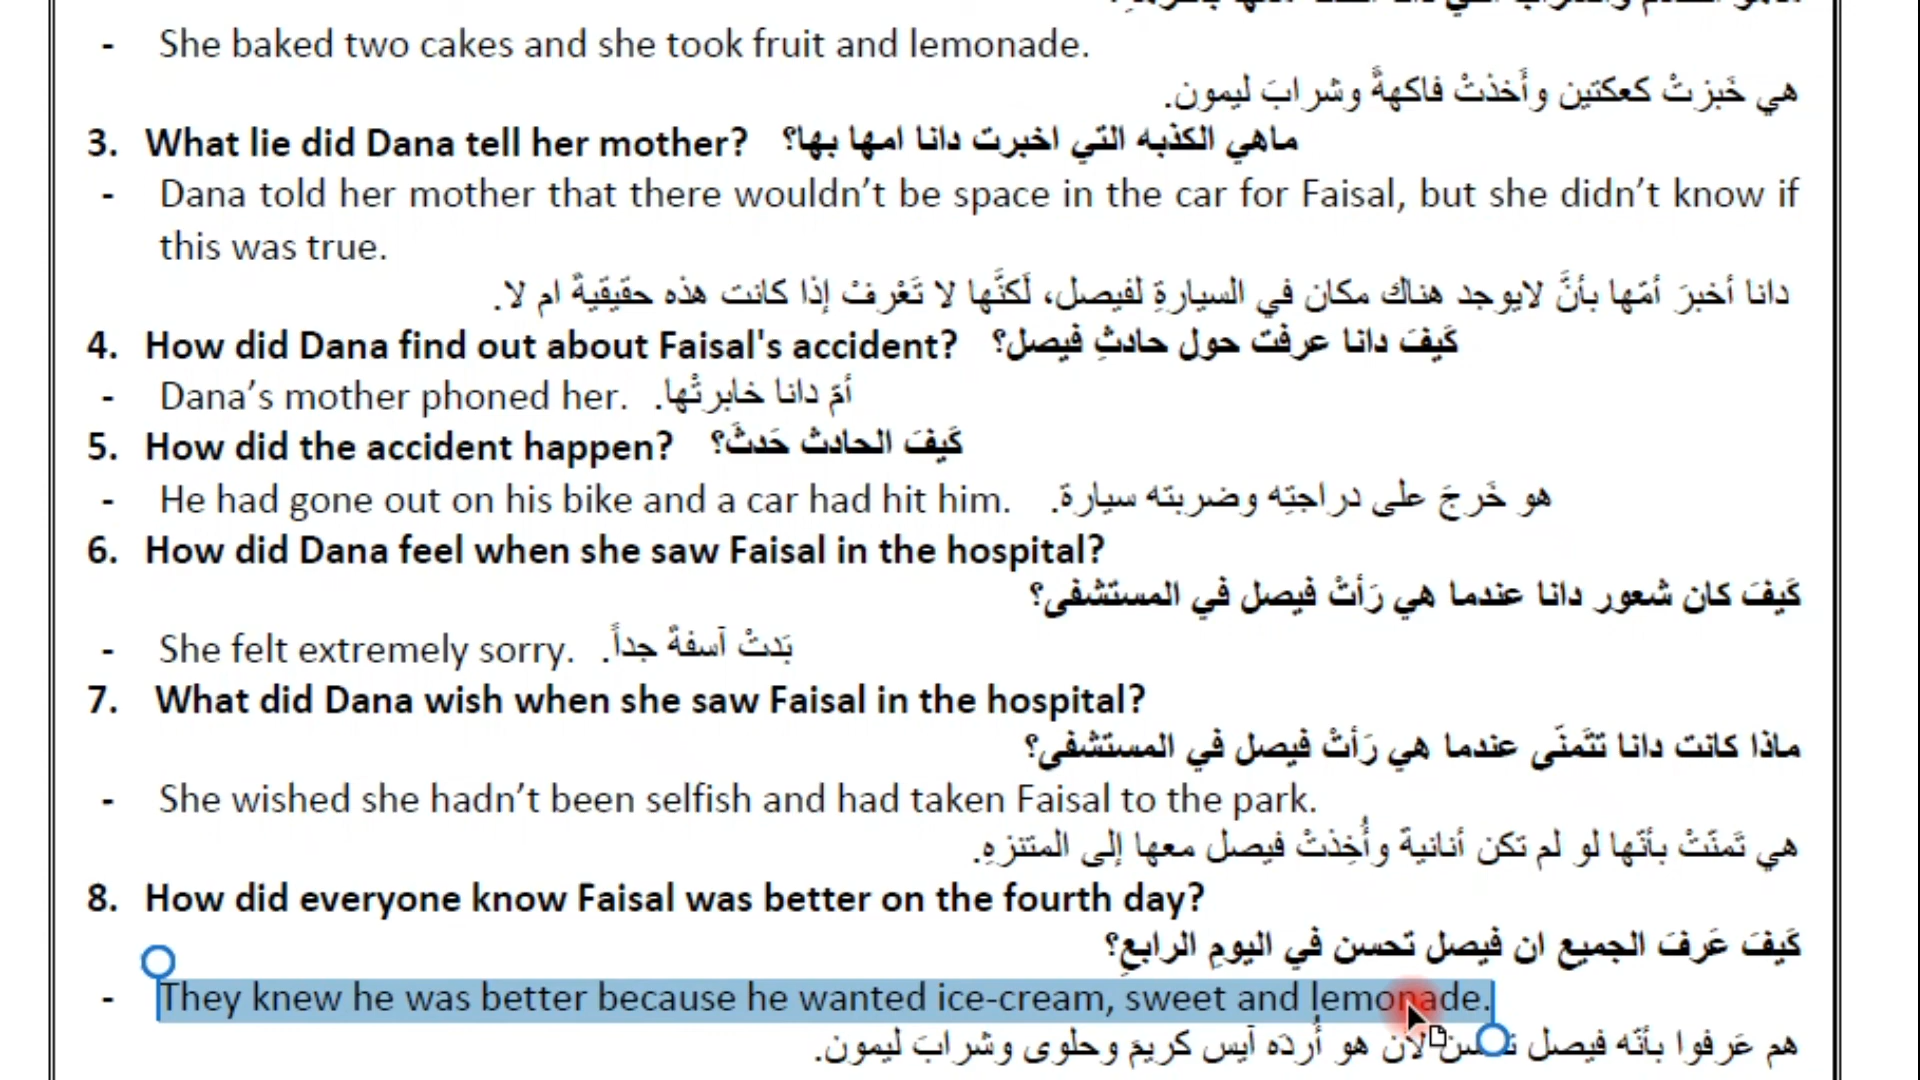 - She baked two cakes and she took fruit and lemonade.
هي خَبزتْ كعكتين وأَخذتْ فاكهةً وشرابَ ليمون.
3. What lie did Dana tell her mother? ماهي الكذبه التي اخبرت دانا امها بها؟
- Dana told her mother that there wouldn’t be space in the car for Faisal, but she didn’t know if
this was true.
دانا أخبرَ أمّها بأنَّ لايوجد هناك مكان في السيارةِ لفيصل، لَكنَّها لا تَعْرفْ إذا كانت هذه حقيقيةٌ ام لا.
4. How did Dana find out about Faisal's accident? كَيفَ دانا عرفت حول حادثِ فيصل؟
- Dana’s mother phoned her. أمّ دانا خابرتْها.
5. How did the accident happen? كَيفَ الحادث حَدثَ؟
- He had gone out on his bike and a car had hit him. هو خَرجَ على دراجتِه وضربته سيارة.
6. How did Dana feel when she saw Faisal in the hospital?
كَيفَ كان شعور دانا عندما هي رَأتْ فيصل في المستشفى؟
- She felt extremely sorry. بَدتْ آسفةٌ جداً.
7. What did Dana wish when she saw Faisal in the hospital?
ماذا كانت دانا تتَمنّى عندما هي رَأتْ فيصل في المستشفى؟
- She wished she hadn’t been selfish and had taken Faisal to the park.
هي تَمنّتْ بأنّها لو لم تكن أنانية وأُخِذتْ فيصل معها إلى المتنزهِ.
8. How did everyone know Faisal was better on the fourth day?
كَيفَ عَرفَ الجميع ان فيصل تحسن في اليومِ الرابعِ؟
- They knew he was better because he wanted ice-cream, sweet and lemonade.
هم عَرفوا بأنّه فيصل لأن هو أُردَه آيس كريمَ وحلوى وشرابَ ليمون.